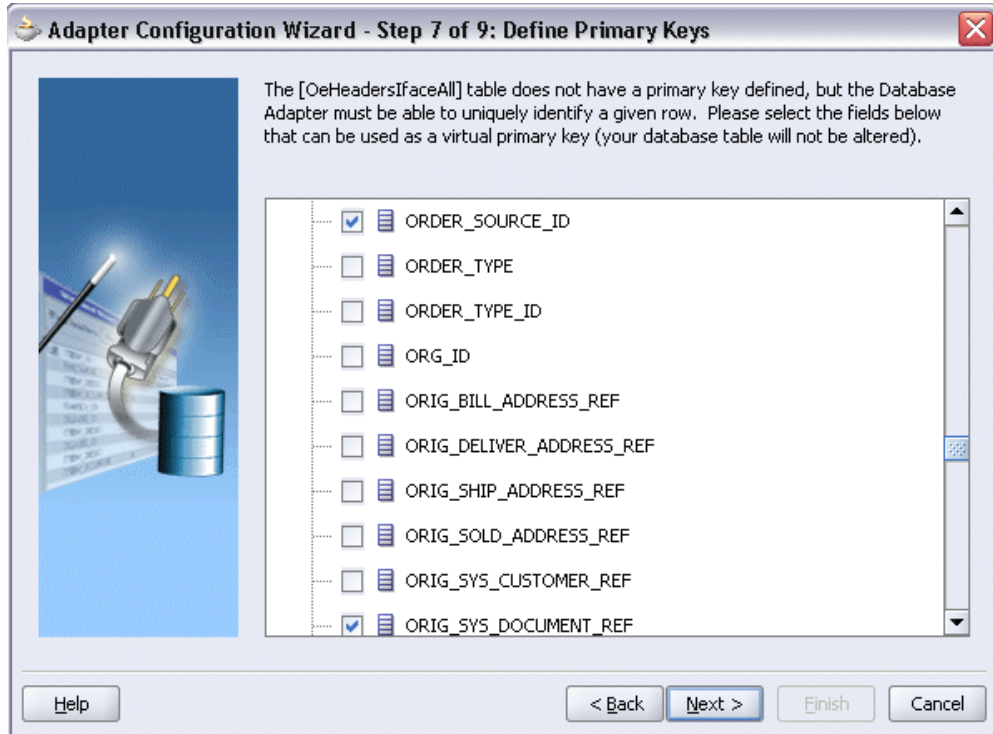 Adapter Configuration Wizard - Step 7 of 9: Define Primary Keys
The [OeHeadersIfaceAll] table does not have a primary key defined, but the Database
Adapter must be able to uniquely identify a given row.  Please select the fields below
that can be used as a virtual primary key (your database table will not be altered).
ORDER_SOURCE_ID
ORDER_TYPE
ORDER_TYPE_ID
ORG_ID
ORIG_BILL_ADDRESS_REF
ORIG_DELIVER_ADDRESS_REF
ORIG_SHIP_ADDRESS_REF
ORIG_SOLD_ADDRESS_REF
ORIG_SYS_CUSTOMER_REF
ORIG_SYS_DOCUMENT_REF
Help
< Back
Next >
Finish
Cancel